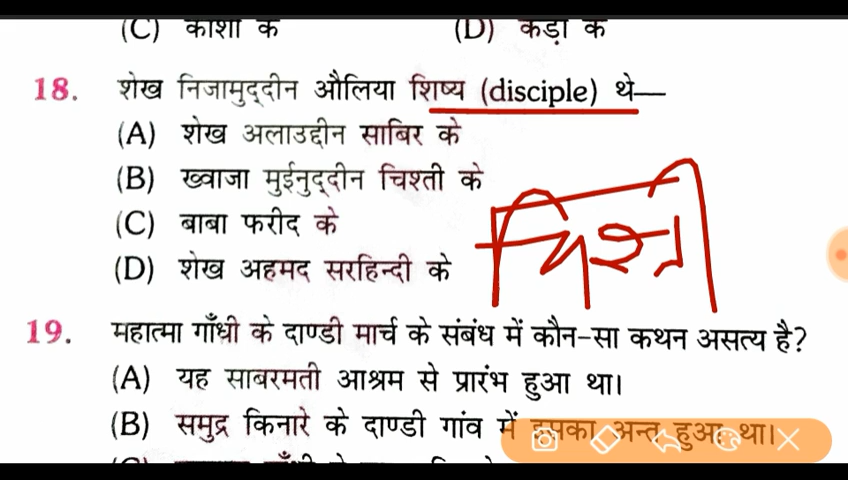 (C) काशी के (D) कड़ा के
18. शेख निजामुद्दीन औलिया शिष्य (disciple) थे—
(A) शेख अलाउद्दीन साबिर के
(B) ख्वाजा मुईनुद्दीन चिश्ती के
(C) बाबा फरीद के
(D) शेख अहमद सरहिन्दी के
19. महात्मा गाँधी के दाण्डी मार्च के संबंध में कौन-सा कथन असत्य है?
(A) यह साबरमती आश्रम से प्रारंभ हुआ था।
(B) समुद्र किनारे के दाण्डी गांव में इसका अन्त हुआ था।